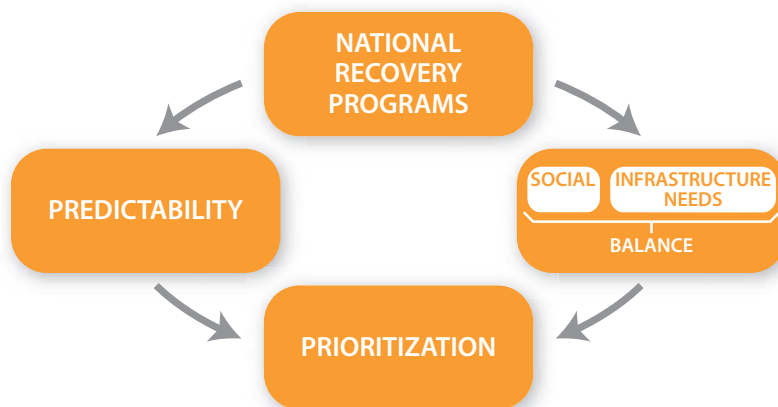 NATIONAL
RECOVERY
PROGRAMS
PREDICTABILITY
SOCIAL
INFRASTRUCTURE
NEEDS
BALANCE
PRIORITIZATION